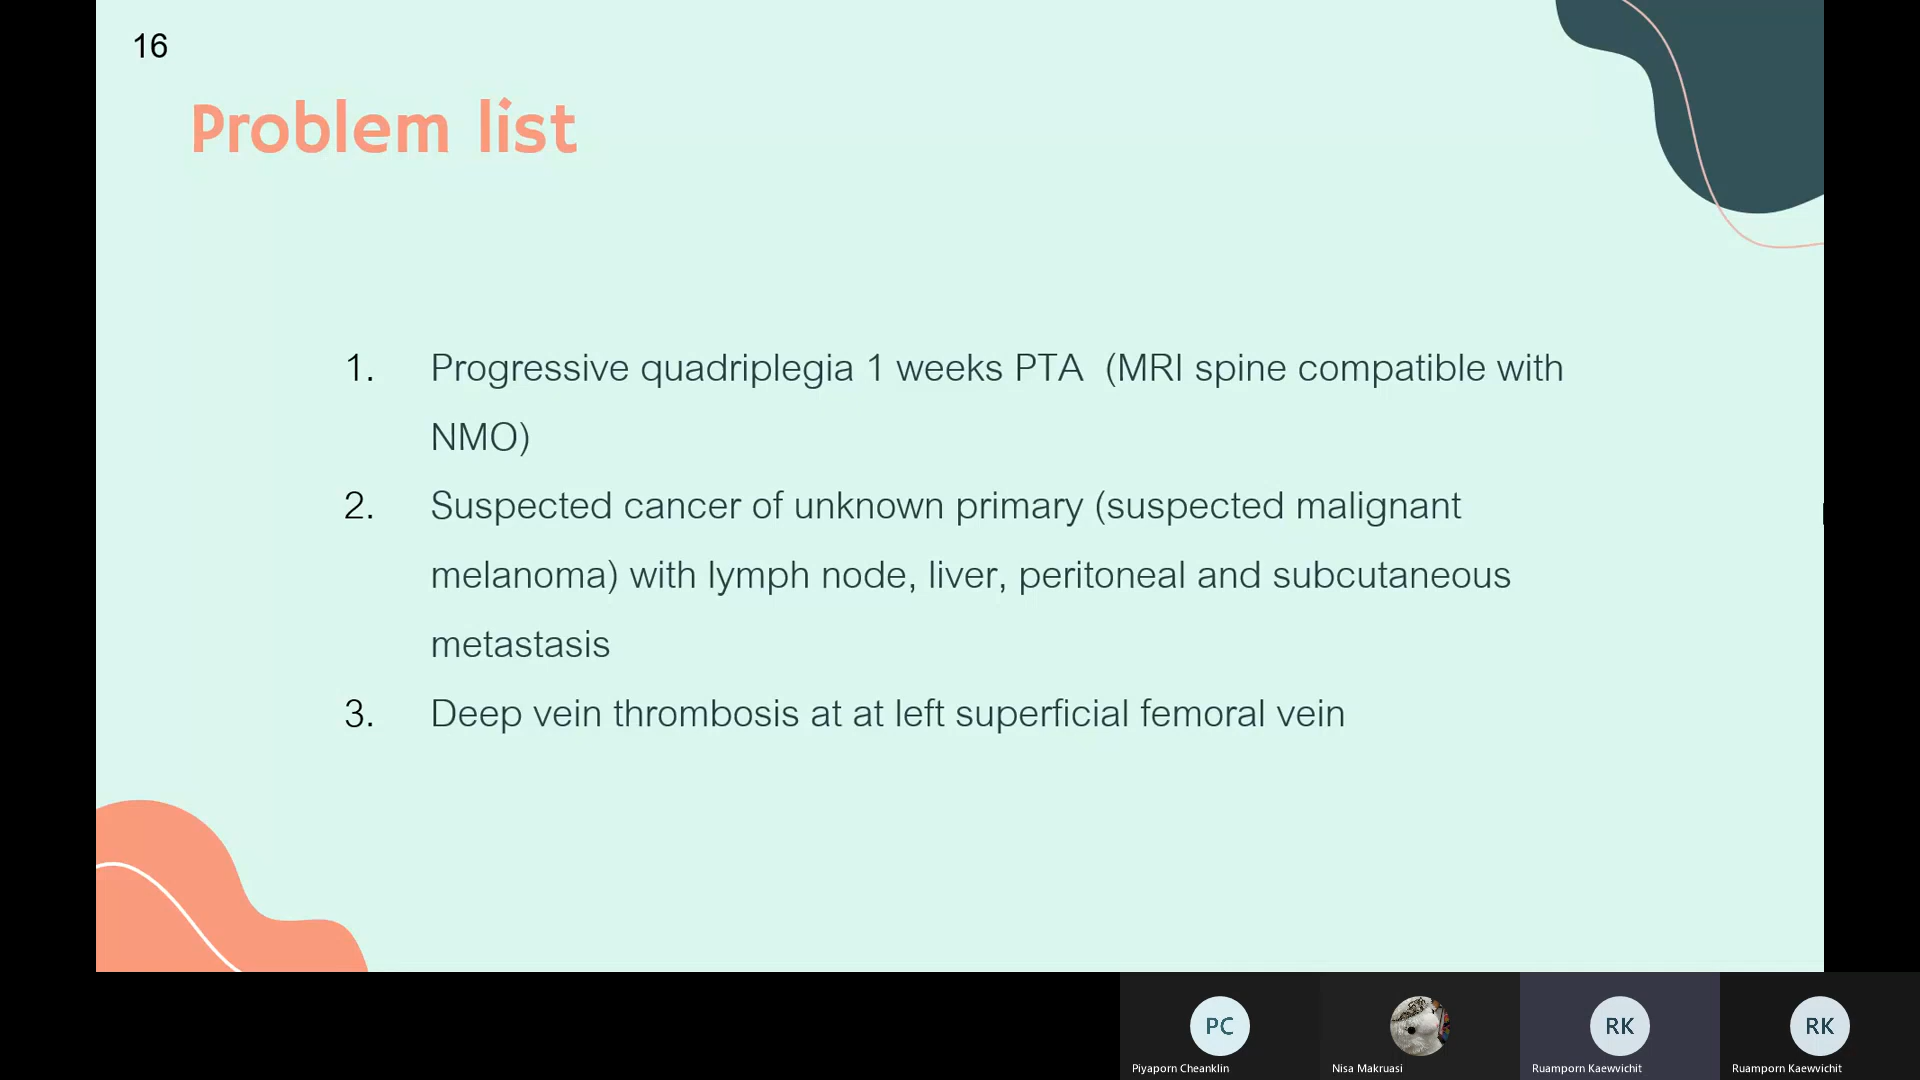 16
Problem list
1. Progressive quadriplegia 1 weeks PTA (MRI spine compatible with
NMO)
2. Suspected cancer of unknown primary (suspected malignant
melanoma) with lymph node, liver, peritoneal and subcutaneous
metastasis
3. Deep vein thrombosis at at left superficial femoral vein
PC
RK
RK
Piyaporn Cheanklin
Nisa Makruasi
Ruamporn Kaewvichit
Ruamporn Kaewvichit